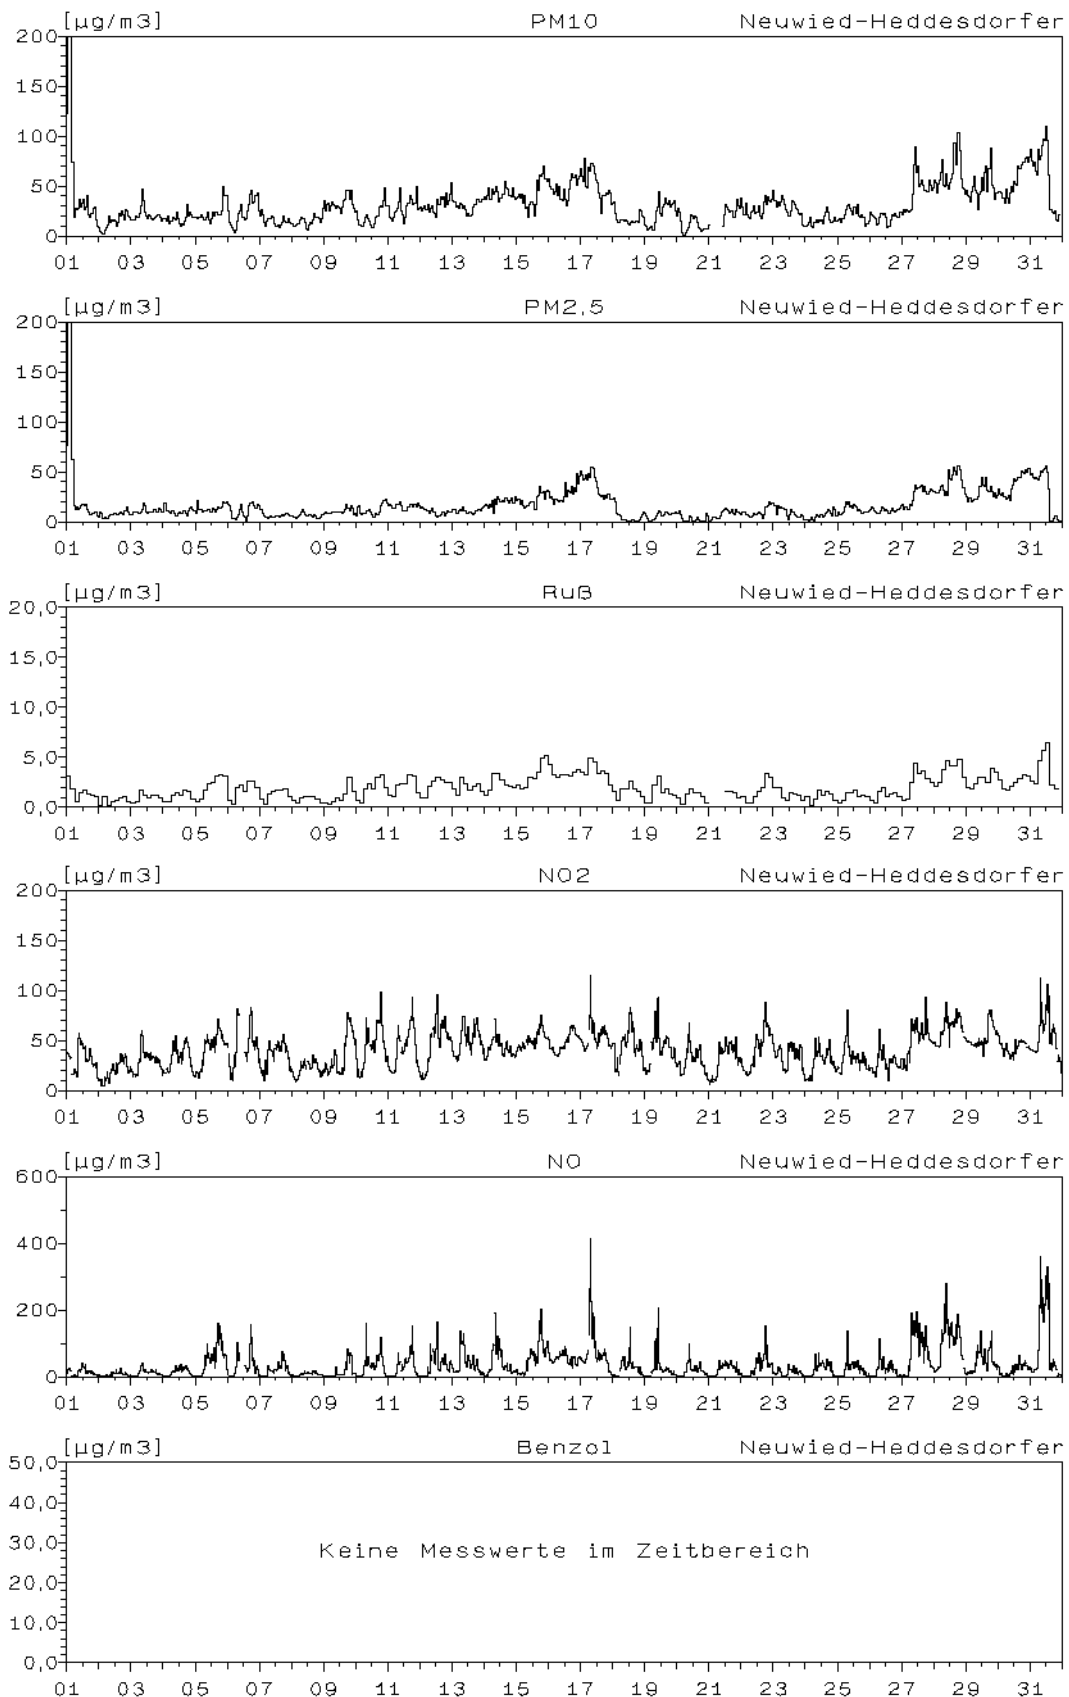 [µg/m3] PM10 Neuwied-Heddesdorfer
200
150
100
50
0
01 03 05 07 09 11 13 15 17 19 21 23 25 27 29 31
[µg/m3] PM2,5 Neuwied-Heddesdorfer
200
150
100
50
0
01 03 05 07 09 11 13 15 17 19 21 23 25 27 29 31
[µg/m3] Ruß Neuwied-Heddesdorfer
20,0
15,0
10,0
5,0
0,0
01 03 05 07 09 11 13 15 17 19 21 23 25 27 29 31
[µg/m3] NO2 Neuwied-Heddesdorfer
200
150
100
50
0
01 03 05 07 09 11 13 15 17 19 21 23 25 27 29 31
[µg/m3] NO Neuwied-Heddesdorfer
600
400
200
0
01 03 05 07 09 11 13 15 17 19 21 23 25 27 29 31
[µg/m3] Benzol Neuwied-Heddesdorfer
50,0
40,0
30,0
Keine Messwerte im Zeitbereich
20,0
10,0
0,0
01 03 05 07 09 11 13 15 17 19 21 23 25 27 29 31